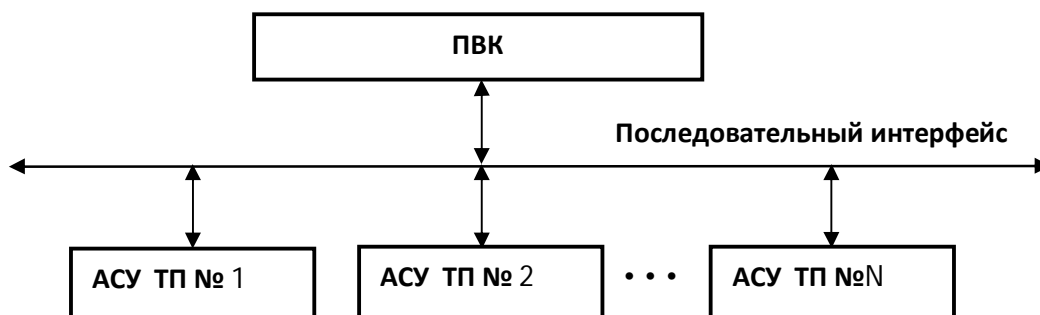 ПВК
Последовательный интерфейс
АСУ ТП № 1
АСУ ТП № 2
• • •
АСУ ТП №N